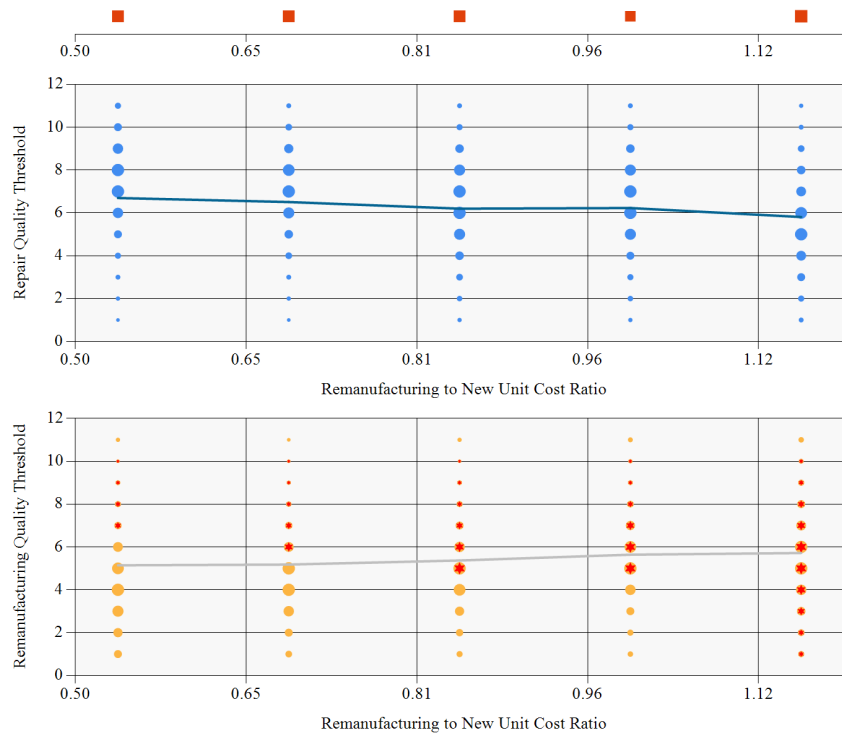 0.50 0.65 0.81 0.96 1.12
12
10
8
6
4
2
0
Repair Quality Threshold
0.50 0.65 0.81 0.96 1.12
Remanufacturing to New Unit Cost Ratio
12
10
8
6
4
2
0
Remanufacturing Quality Threshold
0.50 0.65 0.81 0.96 1.12
Remanufacturing to New Unit Cost Ratio